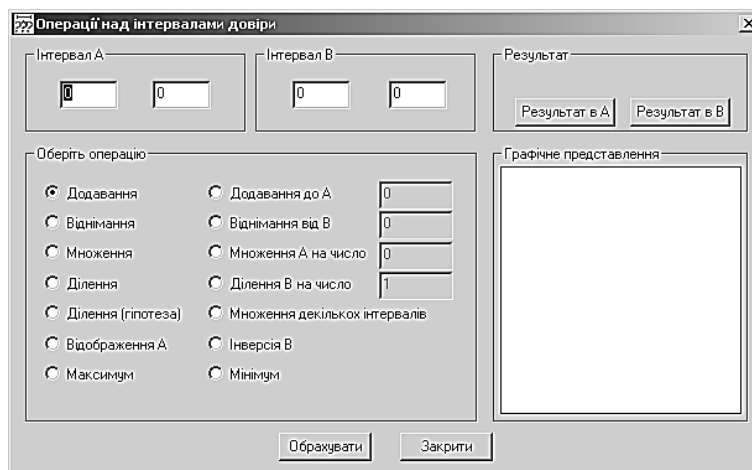 Операції над інтервалами довіри
Інтервал A
0 0
Інтервал B
0 0
Результат
Результат в A Результат в B
Оберіть операцію
Додавання Додавання до A 0
Віднімання Віднімання від B 0
Множення Множення A на число 0
Ділення Ділення B на число 1
Ділення (гіпотеза) Множення декількох інтервалів
Відображення A Інверсія B
Максимум Мінімум
Графічне представлення
Обрахувати Закрити